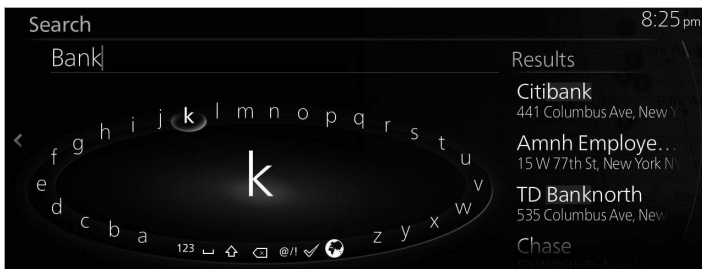 Search
8:25 pm
Bank
Results
Citibank
441 Columbus Ave, New Y
Amnh Employe...
15 W 77th St, New York N
TD Banknorth
535 Columbus Ave, New
Chase
a b c d e f g h i j k l m n o p q r s t u v w x y z
k
123 @/!